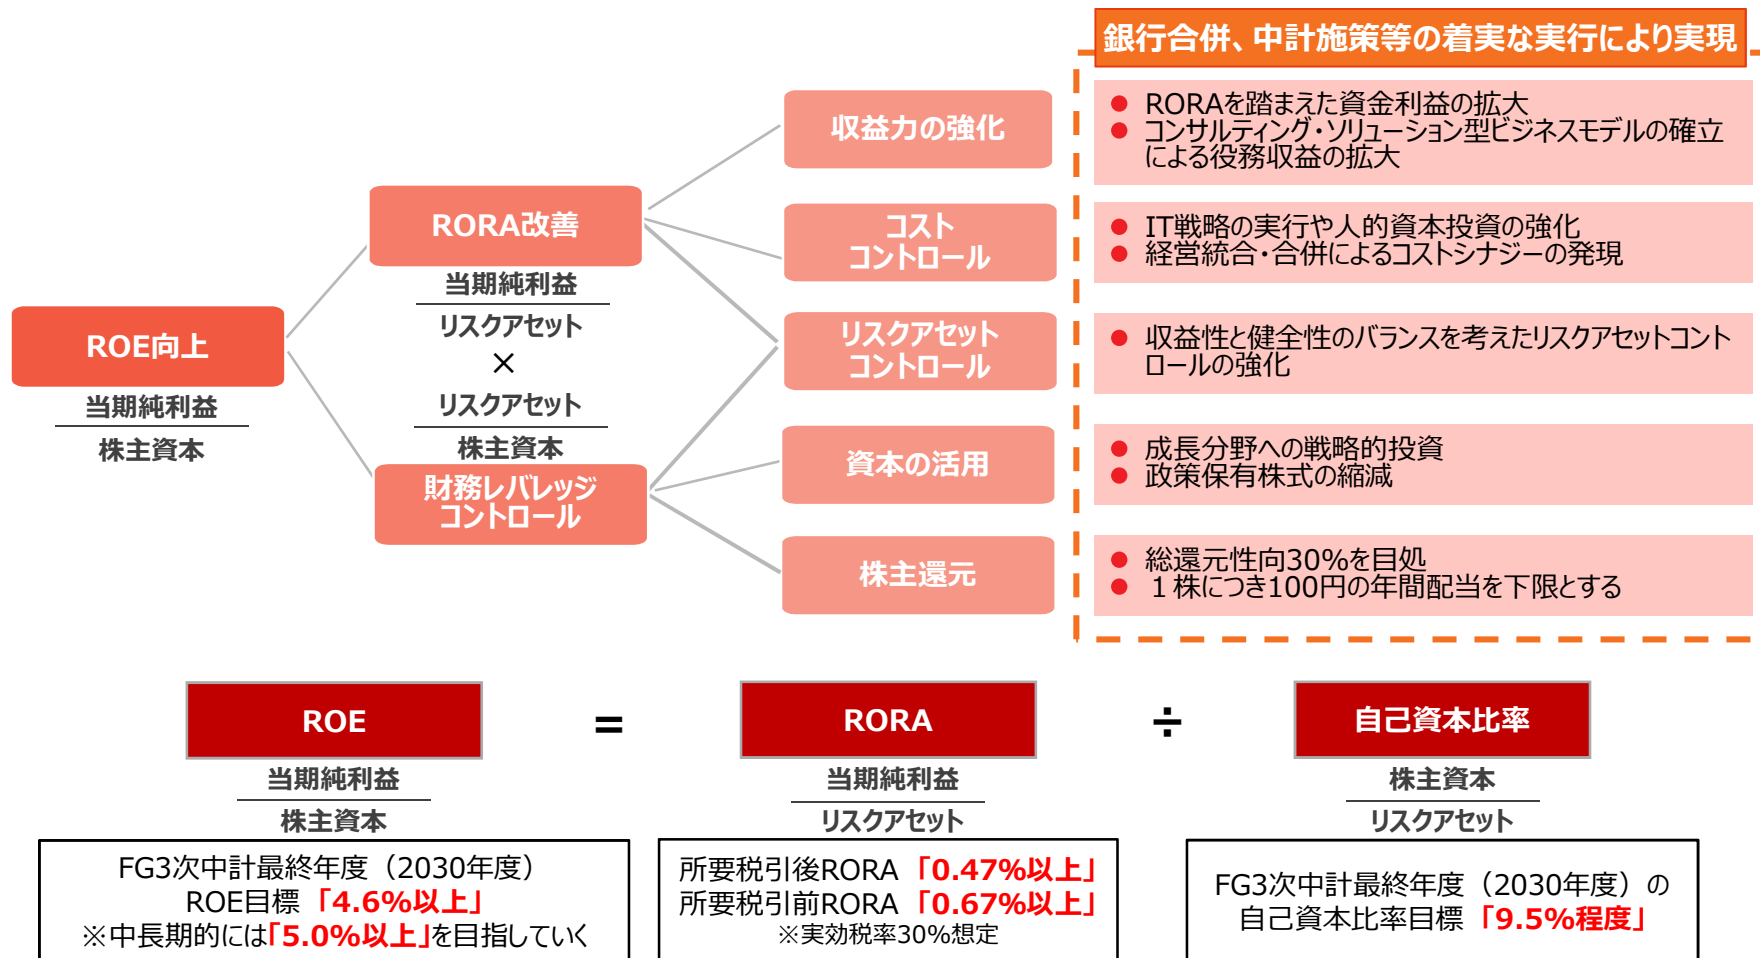 銀行合併、中計施策等の着実な実行により実現
収益力の強化
● RORAを踏まえた資金利益の拡大
● コンサルティング・ソリューション型ビジネスモデルの確立
による役務収益の拡大
RORA改善
当期純利益
リスクアセット
×
リスクアセット
株主資本
コスト
コントロール
● IT戦略の実行や人的資本投資の強化
● 経営統合・合併によるコストシナジーの発現
ROE向上
当期純利益
株主資本
リスクアセット
コントロール
● 収益性と健全性のバランスを考えたリスクアセットコント
ロールの強化
財務レバレッジ
コントロール
資本の活用
● 成長分野への戦略的投資
● 政策保有株式の縮減
株主還元
● 総還元性向30%を目処
● １株につき100円の年間配当を下限とする
ROE
=
RORA
÷
自己資本比率
当期純利益
株主資本
当期純利益
リスクアセット
株主資本
リスクアセット
FG3次中計最終年度（2030年度）
ROE目標「4.6%以上」
※中長期的には「5.0%以上」を目指していく
所要税引後RORA「0.47%以上」
所要税引前RORA「0.67%以上」
※実効税率30%想定
FG3次中計最終年度（2030年度）の
自己資本比率目標「9.5%程度」